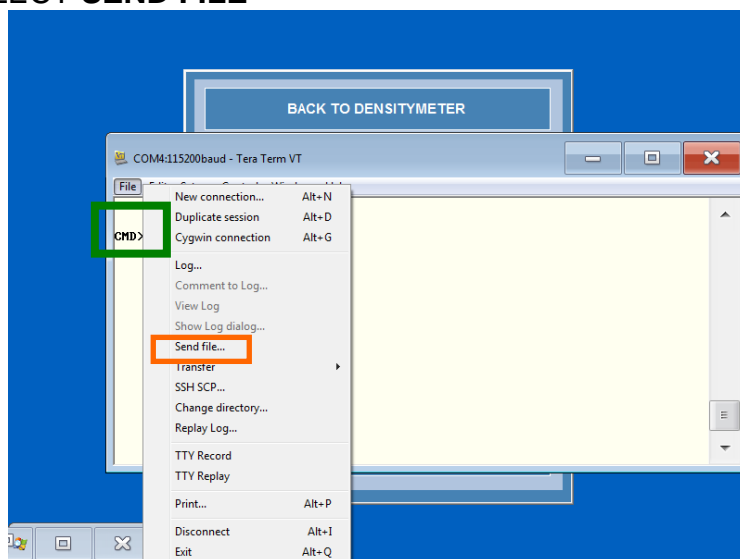 SEND FILE
BACK TO DENSITYMETER
COM4:115200baud - Tera Term VT
File
CMD>
New connection... Alt+N
Duplicate session Alt+D
Cygwin connection Alt+G
Log...
Comment to Log...
View Log
Show Log dialog...
Send file...
Transfer
SSH SCP...
Change directory...
Replay Log...
TTY Record
TTY Replay
Print... Alt+P
Disconnect Alt+I
Exit Alt+Q